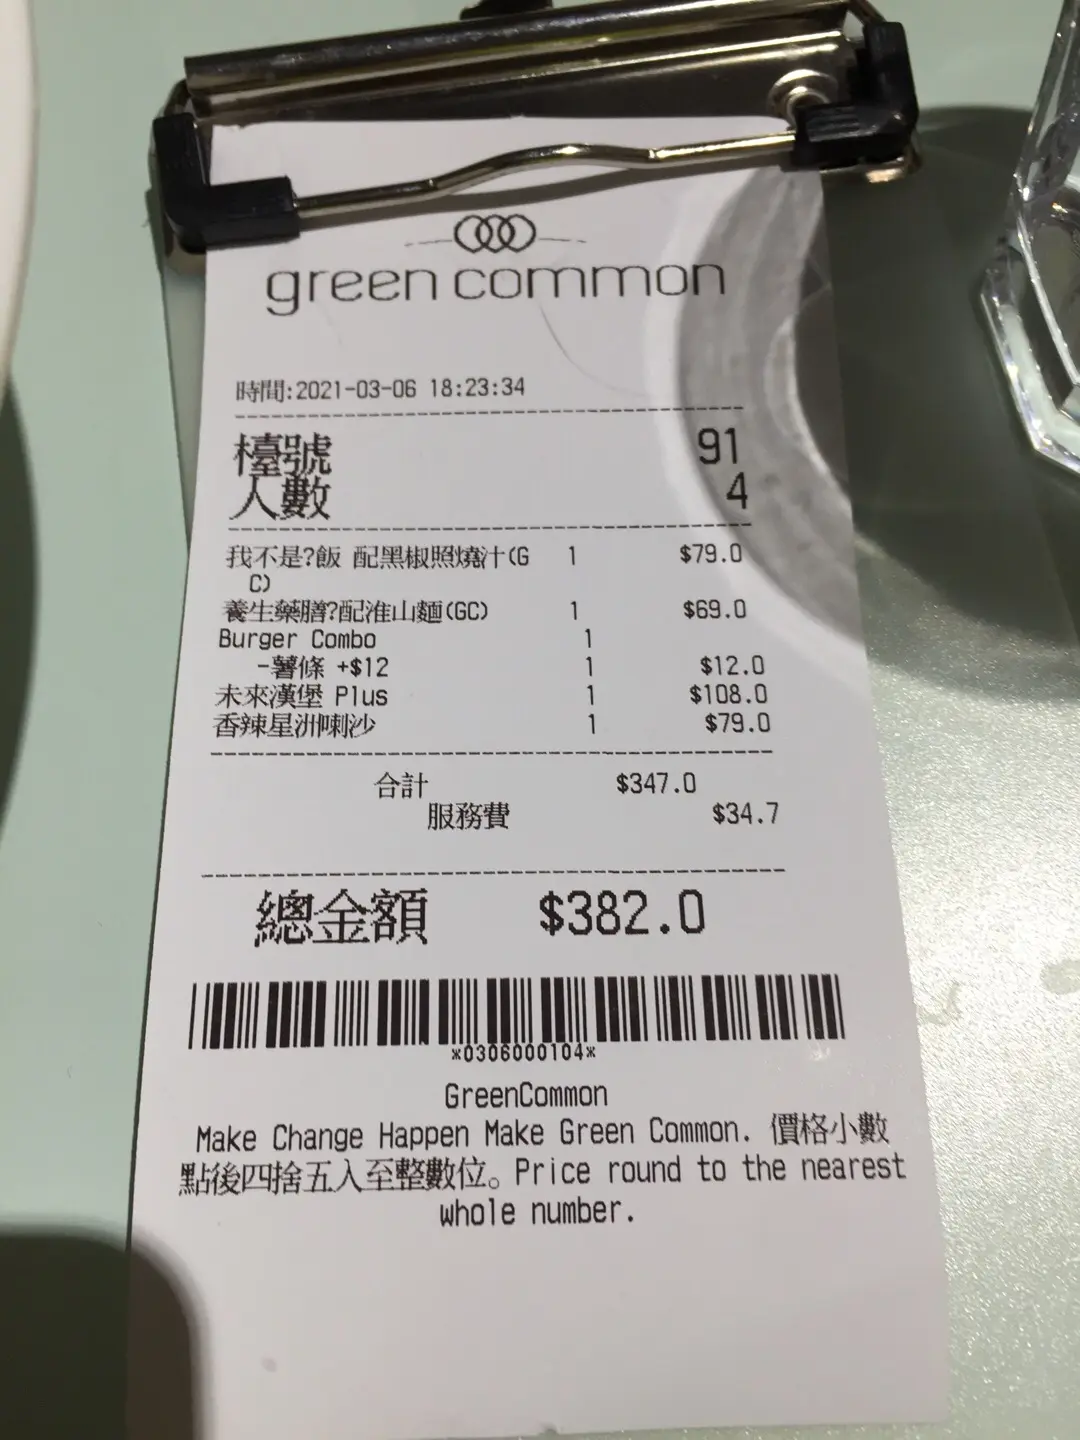 green common
時間:2021-03-06 18:23:34
檯號 91
人數 4
我不是?飯 配黑椒照燒汁(G 1 $79.0
C)
養生藥膳?配淮山麵(GC) 1 $69.0
Burger Combo 1
-薯條 +$12 1 $12.0
未來漢堡 Plus 1 $108.0
香辣星洲喇沙 1 $79.0
合計 $347.0
服務費 $34.7
總金額 $382.0
*0306000104*
GreenCommon
Make Change Happen Make Green Common. 價格小數
點後四捨五入至整數位。Price round to the nearest
whole number.